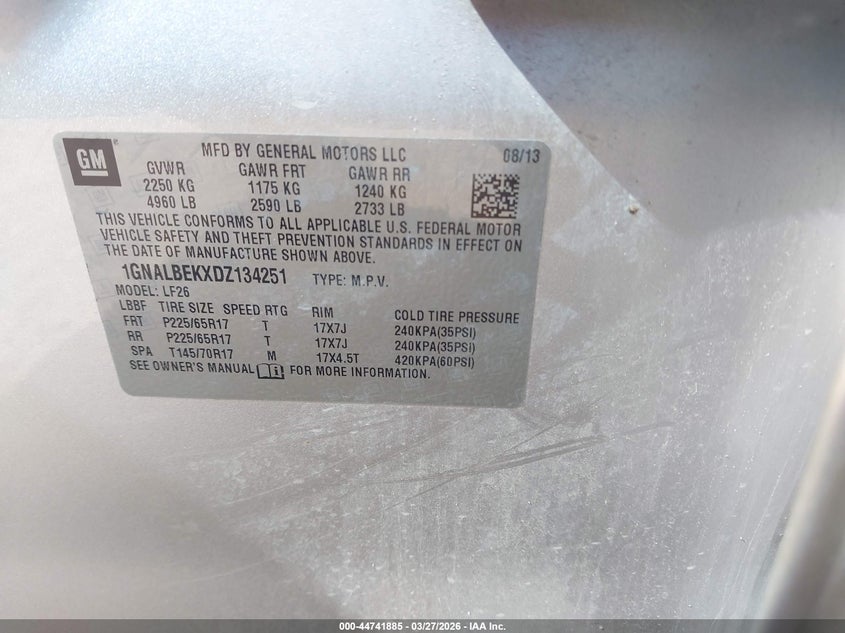 GM ® MFD BY GENERAL MOTORS LLC 08/13
GVWR GAWR FRT GAWR RR
2250 KG 1175 KG 1240 KG
4960 LB 2590 LB 2733 LB
THIS VEHICLE CONFORMS TO ALL APPLICABLE U.S. FEDERAL MOTOR
VEHICLE SAFETY AND THEFT PREVENTION STANDARDS IN EFFECT ON
THE DATE OF MANUFACTURE SHOWN ABOVE.
1GNALBEKXDZ134251 TYPE: M.P.V.
MODEL: LF26
LBBF TIRE SIZE SPEED RTG RIM COLD TIRE PRESSURE
FRT P225/65R17 T 17X7J 240KPA(35PSI)
RR P225/65R17 T 17X7J 240KPA(35PSI)
SPA T145/70R17 M 17X4.5T 420KPA(60PSI)
SEE OWNER'S MANUAL FOR MORE INFORMATION.
000-44741885 - 03/27/2026 - IAA Inc.